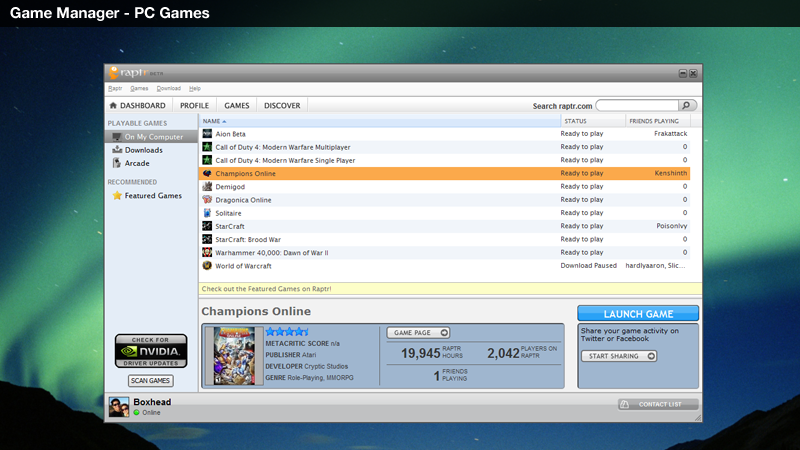 Game Manager - PC Games
raptr BETA
Raptr Games Download Help
DASHBOARD PROFILE GAMES DISCOVER Search raptr.com
PLAYABLE GAMES
On My Computer
Downloads
Arcade
RECOMMENDED
Featured Games
NAME STATUS FRIENDS PLAYING
Aion Beta Ready to play Frakattack
Call of Duty 4: Modern Warfare Multiplayer Ready to play 0
Call of Duty 4: Modern Warfare Single Player Ready to play 0
Champions Online Ready to play Kenshinth
Demigod Ready to play 0
Dragonica Online Ready to play 0
Solitaire Ready to play 0
StarCraft Ready to play PoisonIvy
StarCraft: Brood War Ready to play 0
Warhammer 40,000: Dawn of War II Ready to play 0
World of Warcraft Download Paused hardlyaaron, Slic...
Check out the Featured Games on Raptr!
CHECK FOR
NVIDIA.
DRIVER UPDATES
SCAN GAMES
Champions Online
METACRITIC SCORE n/a
PUBLISHER Atari
DEVELOPER Cryptic Studios
GENRE Role-Playing, MMORPG
GAME PAGE
19,945 RAPTR HOURS
2,042 PLAYERS ON RAPTR
1 FRIENDS PLAYING
LAUNCH GAME
Share your game activity on
Twitter or Facebook
START SHARING
Boxhead
Online
CONTACT LIST